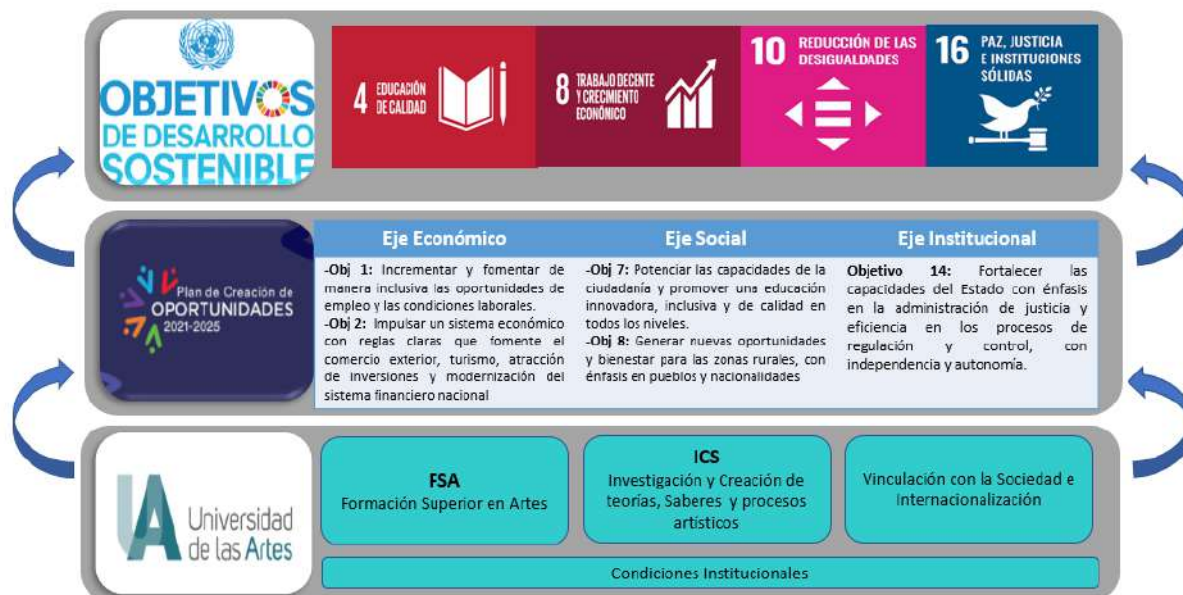 OBJETIVOS
DE DESARROLLO
SOSTENIBLE
4 EDUCACIÓN
DE CALIDAD
8 TRABAJO DECENTE
Y CRECIMIENTO
ECONÓMICO
10 REDUCCIÓN DE LAS
DESIGUALDADES
16 PAZ, JUSTICIA
E INSTITUCIONES
SÓLIDAS
Plan de Creación de
OPORTUNIDADES
2021-2025
Eje Económico
-Obj 1: Incrementar y fomentar de
manera inclusiva las oportunidades de
empleo y las condiciones laborales.
-Obj 2: Impulsar un sistema económico
con reglas claras que fomente el
comercio exterior, turismo, atracción
de inversiones y modernización del
sistema financiero nacional
Eje Social
-Obj 7: Potenciar las capacidades de la
ciudadanía y promover una educación
innovadora, inclusiva y de calidad en
todos los niveles.
-Obj 8: Generar nuevas oportunidades
y bienestar para las zonas rurales, con
énfasis en pueblos y nacionalidades
Eje Institucional
Objetivo 14: Fortalecer las
capacidades del Estado con énfasis
en la administración de justicia y
eficiencia en los procesos de
regulación y control, con
independencia y autonomía.
UA Universidad
de las Artes
FSA
Formación Superior en Artes
ICS
Investigación y Creación de
teorías, Saberes y procesos
artísticos
Vinculación con la Sociedad e
Internacionalización
Condiciones Institucionales